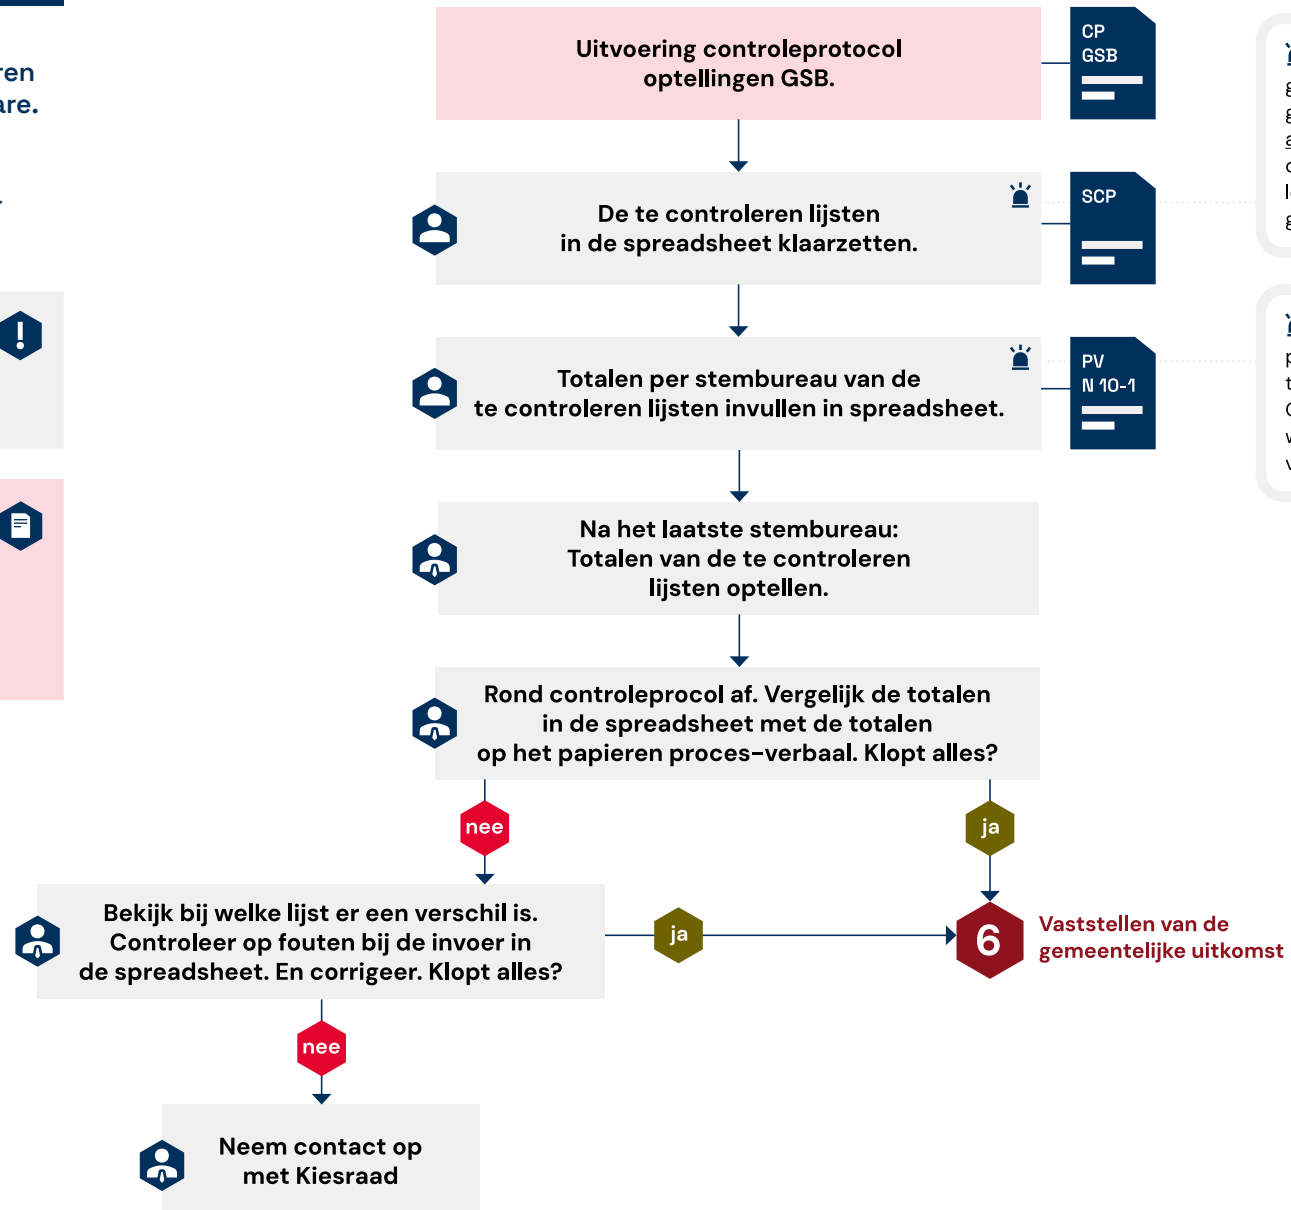 Uitvoering controleprotocol
optellingen GSB.
CP
GSB
De te controleren lijsten
in de spreadsheet klaarzetten.
SCP
Totalen per stembureau van de
te controleren lijsten invullen in spreadsheet.
PV
N 10-1
Na het laatste stembureau:
Totalen van de te controleren
lijsten optellen.
Rond controleprocol af. Vergelijk de totalen
in de spreadsheet met de totalen
op het papieren proces-verbaal. Klopt alles?
nee
ja
Bekijk bij welke lijst er een verschil is.
Controleer op fouten bij de invoer in
de spreadsheet. En corrigeer. Klopt alles?
ja
6
Vaststellen van de
gemeentelijke uitkomst
nee
Neem contact op
met Kiesraad